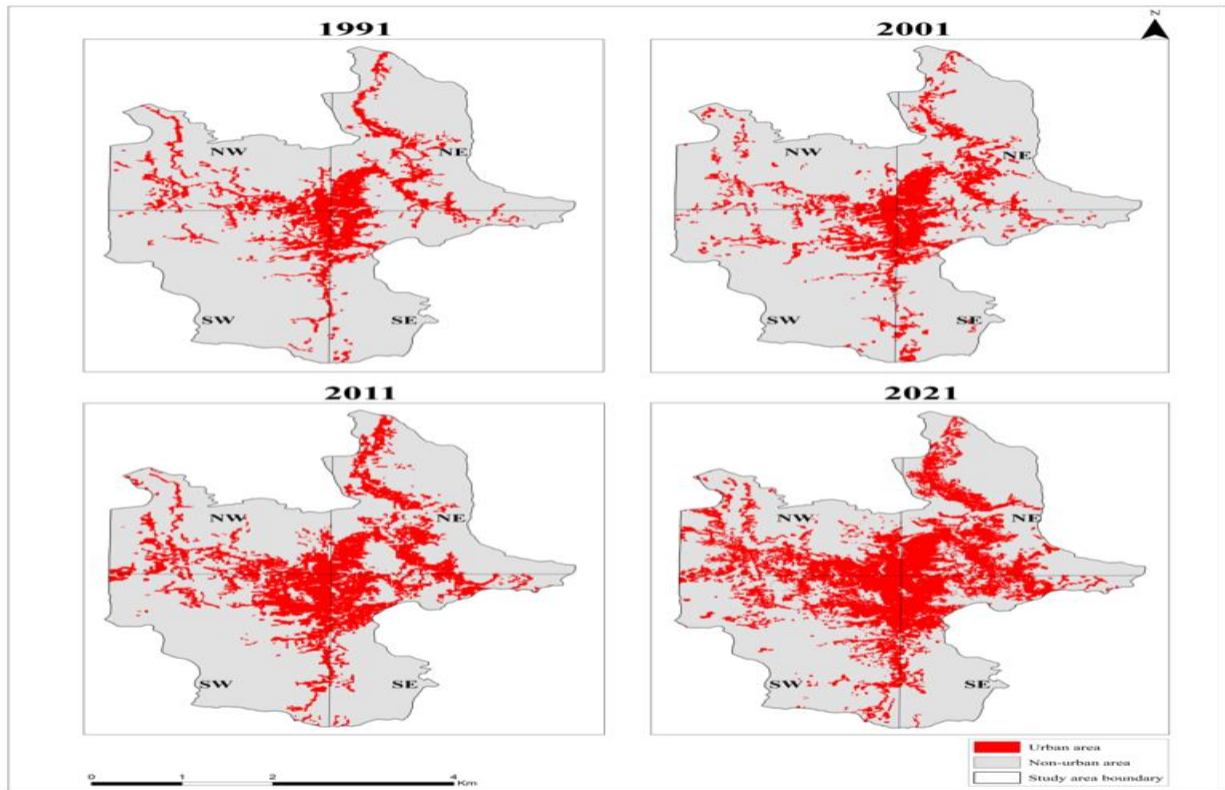 1991
2001
Z
NW
NE
NW
NE
SW
SE
SW
SE
2011
2021
NW
NE
NW
NE
SW
SE
SW
SE
Urban area
Non-urban area
Study area boundary
0 1 2 4
Km